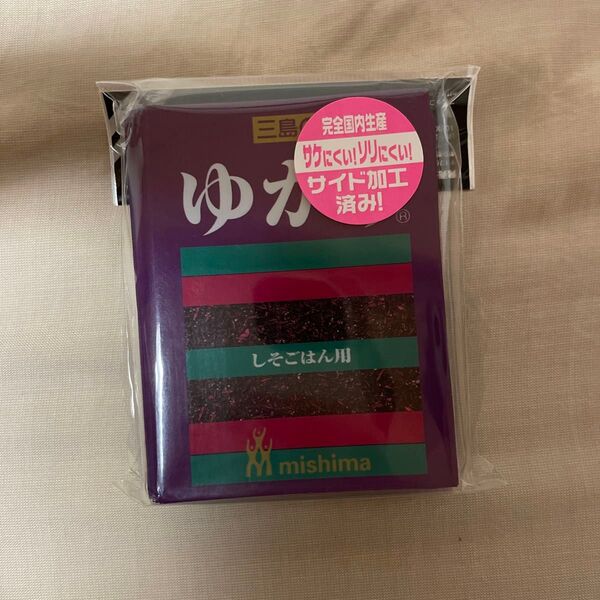 三島
完全国内生産
サケにくい!ソリにくい!
サイド加工
済み!
ゆか
®
しそごはん用
mishima